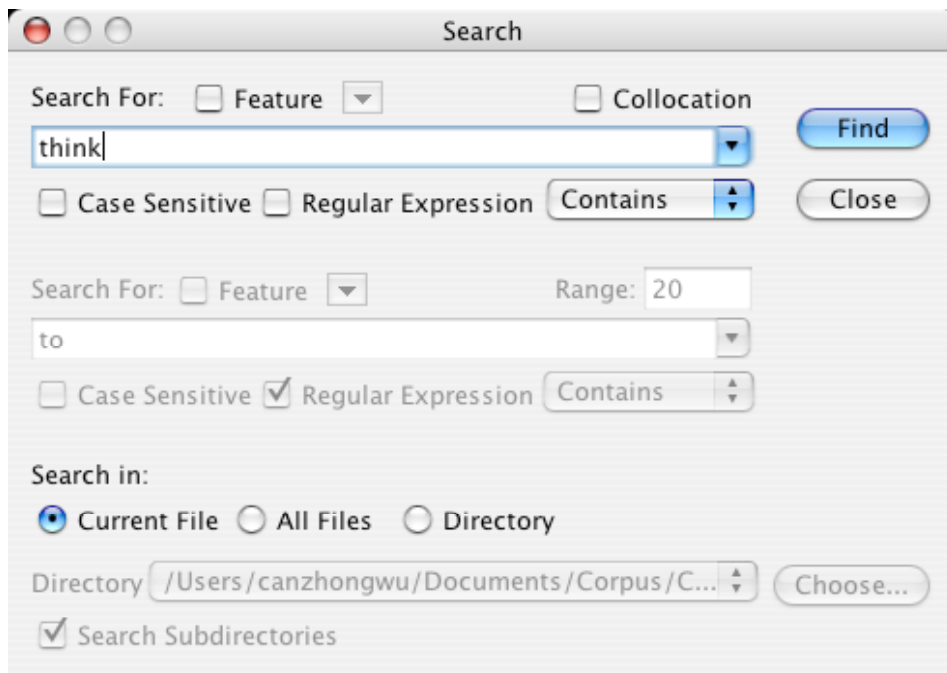 Search
Search For: Feature Collocation
think Find
Case Sensitive Regular Expression Contains Close
Search For: Feature Range: 20
to
Case Sensitive Regular Expression Contains
Search in:
Current File All Files Directory
Directory /Users/canzhongwu/Documents/Corpus/C... Choose...
Search Subdirectories